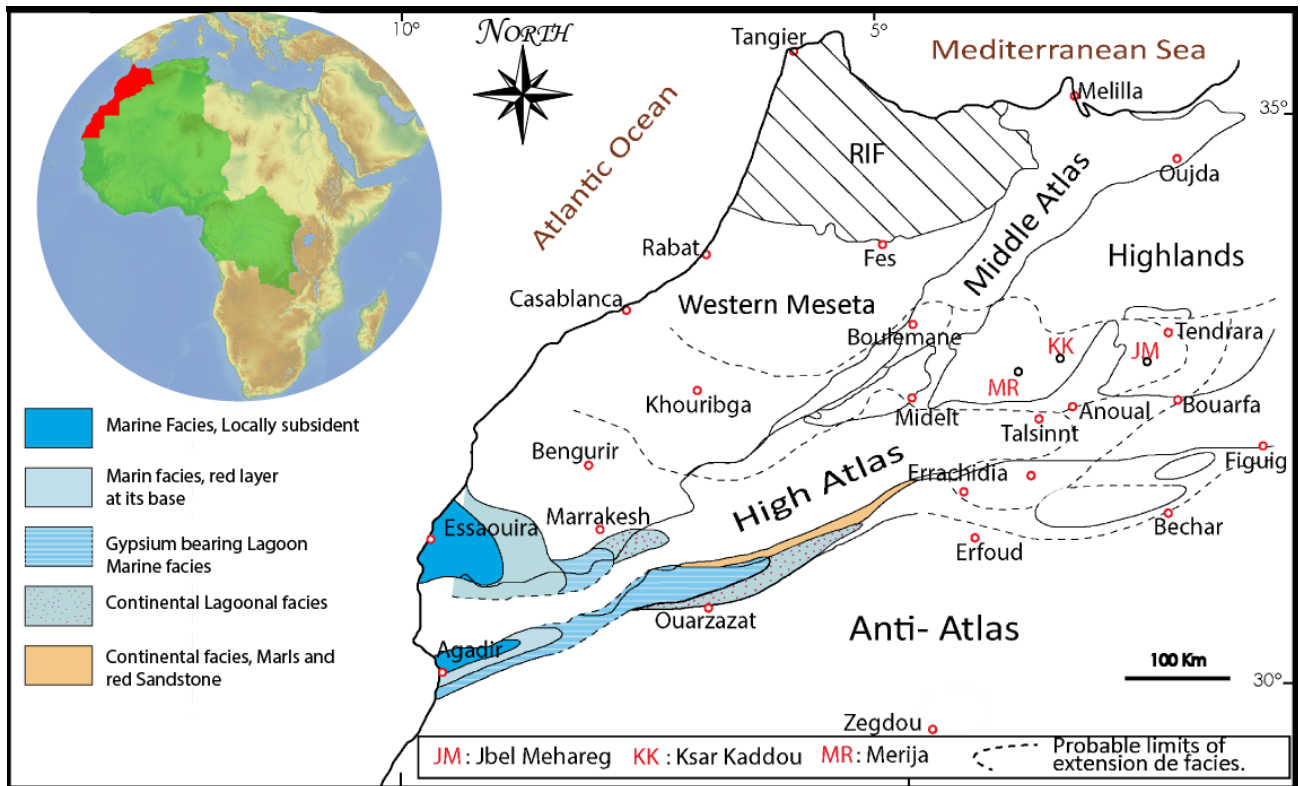 10°
NORTH
5°
Tangier
Mediterranean Sea
Melilla
35°
Atlantic Ocean
RIF
Oujda
Middle Atlas
Rabat
Fes
Highlands
Casablanca
Western Meseta
Boulemane
Tendrara
KK
JM
MR
Khouribga
Midelt
Anoual
Bouarfa
Talsinnt
Bengurir
High Atlas
Errachidia
Figuig
Marrakesh
Essaouira
Bechar
Erfoud
Ouarzazat
Anti- Atlas
Agadir
100 Km
30°
Zegdou
Marine Facies, Locally subsident
Marin facies, red layer
at its base
Gypsium bearing Lagoon
Marine facies
Continental Lagoonal facies
Continental facies, Marls and
red Sandstone
JM : Jbel Mehareg KK : Ksar Kaddou MR : Merija
Probable limits of
extension de facies.